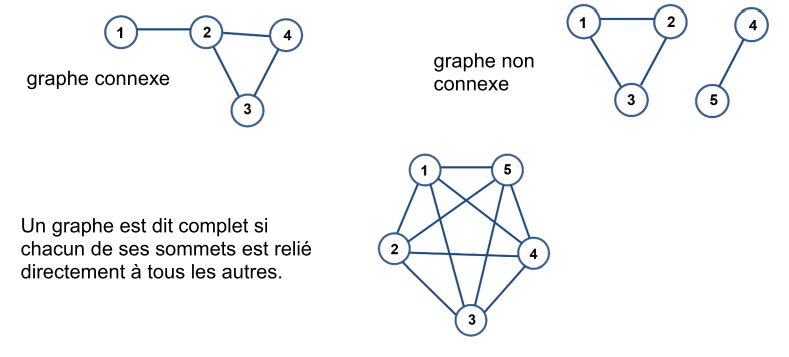 1 2 4
3
graphe connexe
1 2 4
3 5
graphe non
connexe
1 5
2 4
3
Un graphe est dit complet si
chacun de ses sommets est relié
directement à tous les autres.